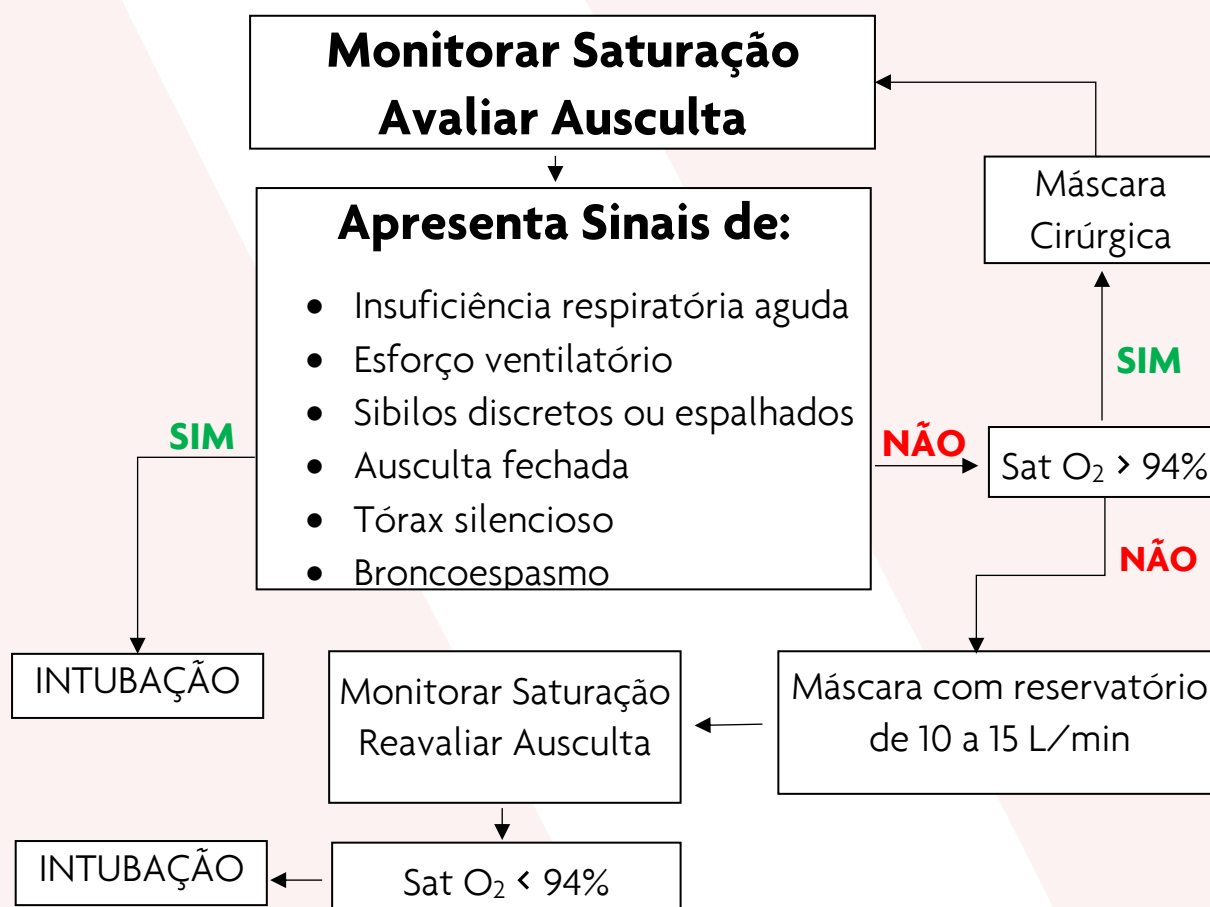 Monitorar Saturação
Avaliar Ausculta
Apresenta Sinais de:
• Insuficiência respiratória aguda
• Esforço ventilatório
• Sibilos discretos ou espalhados
• Ausculta fechada
• Tórax silencioso
• Broncoespasmo
SIM
NÃO
Máscara
Cirúrgica
SIM
Sat O₂ > 94%
NÃO
INTUBAÇÃO
Máscara com reservatório
de 10 a 15 L/min
Monitorar Saturação
Reavaliar Ausculta
Sat O₂ < 94%
INTUBAÇÃO